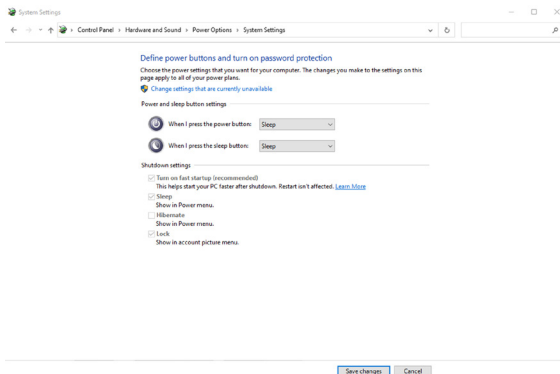 System Settings
Control Panel > Hardware and Sound > Power Options > System Settings
Define power buttons and turn on password protection
Choose the power settings that you want for your computer. The changes you make to the settings on this
page apply to all of your power plans.
Change settings that are currently unavailable
Power and sleep button settings
When I press the power button: Sleep
When I press the sleep button: Sleep
Shutdown settings
Turn on fast startup (recommended)
This helps start your PC faster after shutdown. Restart isn't affected. Learn More
Sleep
Show in Power menu.
Hibernate
Show in Power menu.
Lock
Show in account picture menu.
Save changes Cancel